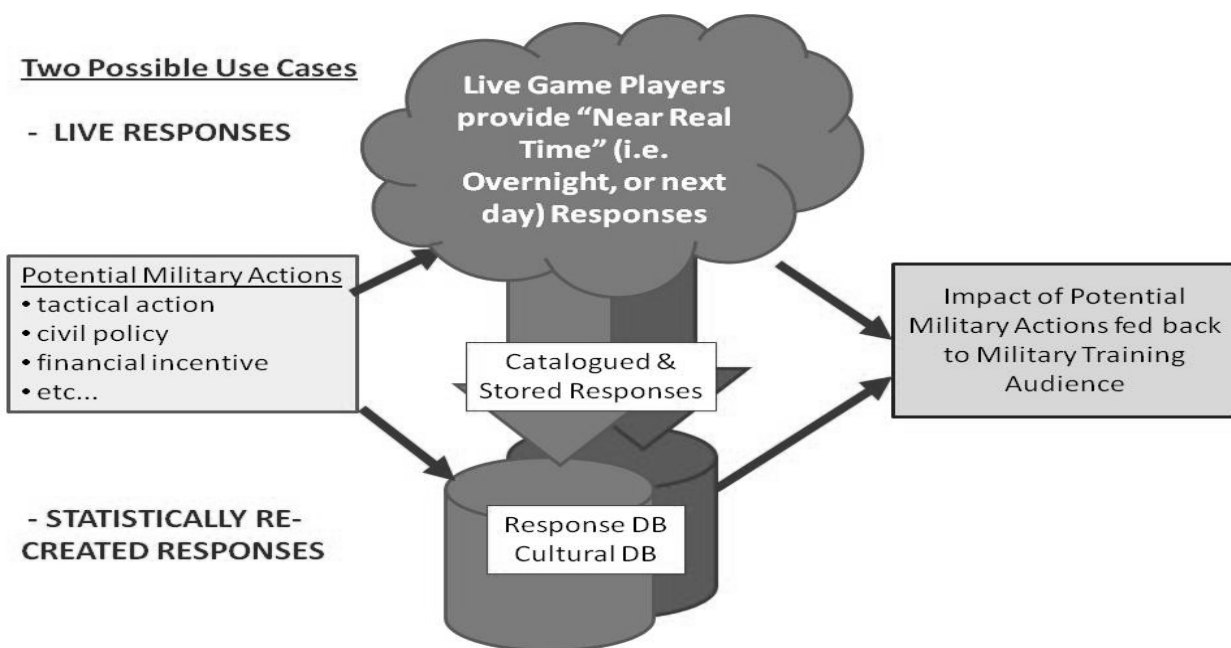 Two Possible Use Cases
- LIVE RESPONSES
Live Game Players
provide “Near Real
Time” (i.e.
Overnight, or next
day) Responses
Potential Military Actions
• tactical action
• civil policy
• financial incentive
• etc...
Catalogued &
Stored Responses
Impact of Potential
Military Actions fed back
to Military Training
Audience
- STATISTICALLY RE-
CREATED RESPONSES
Response DB
Cultural DB